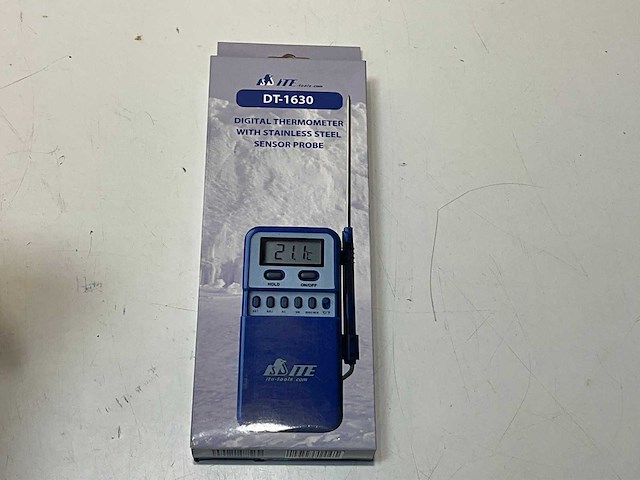 ITE
DT-1630
DIGITAL THERMOMETER
WITH STAINLESS STEEL
SENSOR PROBE
21.1c
HOLD
ON/OFF
ITE
ite-tools.com